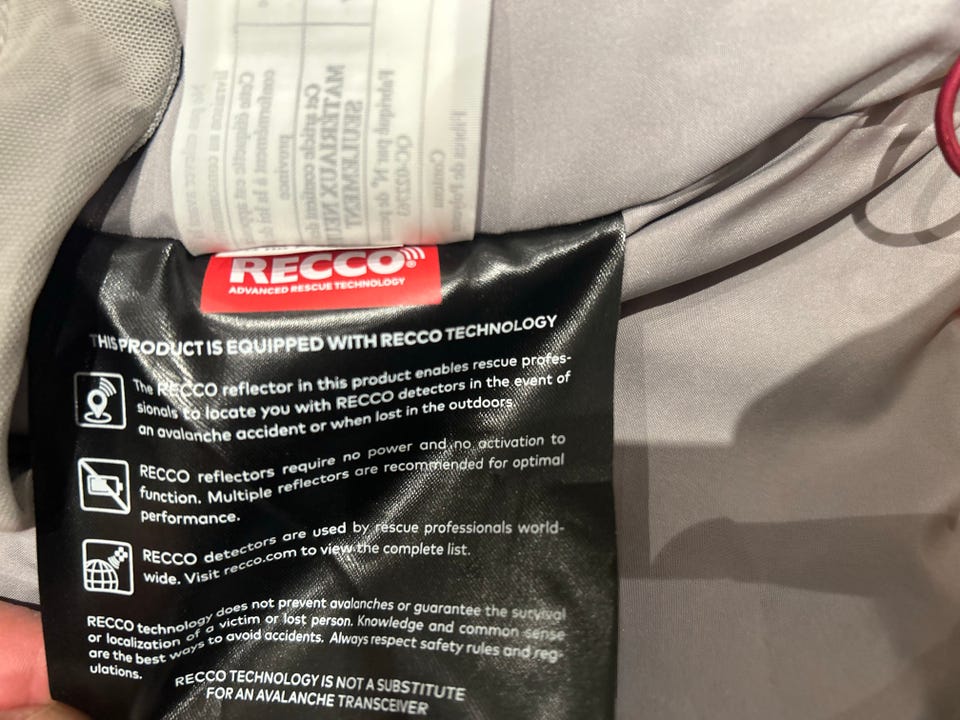 RECCO®
ADVANCED RESCUE TECHNOLOGY
THIS PRODUCT IS EQUIPPED WITH RECCO TECHNOLOGY
The RECCO reflector in this product enables rescue profes-
sionals to locate you with RECCO detectors in the event of
an avalanche accident or when lost in the outdoors.
RECCO reflectors require no power and no activation to
function. Multiple reflectors are recommended for optimal
performance.
RECCO detectors are used by rescue professionals world-
wide. Visit recco.com to view the complete list.
RECCO technology does not prevent avalanches or guarantee the survival
or localization of a victim or lost person. Knowledge and common sense
are the best ways to avoid accidents. Always respect safety rules and reg-
ulations.
RECCO TECHNOLOGY IS NOT A SUBSTITUTE
FOR AN AVALANCHE TRANSCEIVER